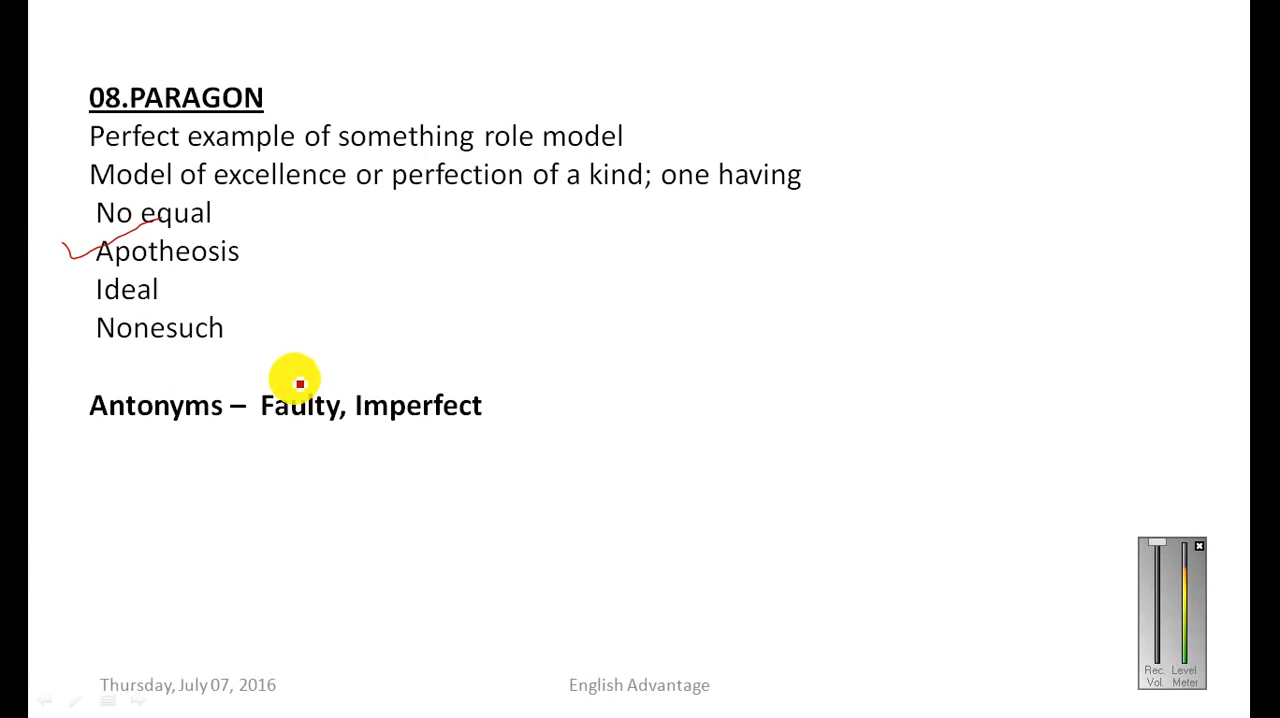 08.PARAGON
Perfect example of something role model
Model of excellence or perfection of a kind; one having
No equal
Apotheosis
Ideal
Nonesuch
Antonyms – Faulty, Imperfect
Rec. Level
Vol. Meter
Thursday, July 07, 2016
English Advantage